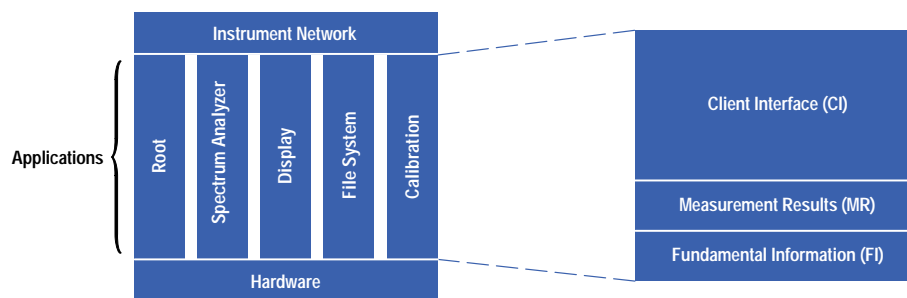 Instrument Network
Applications
Root
Spectrum Analyzer
Display
File System
Calibration
Hardware
Client Interface (CI)
Measurement Results (MR)
Fundamental Information (FI)